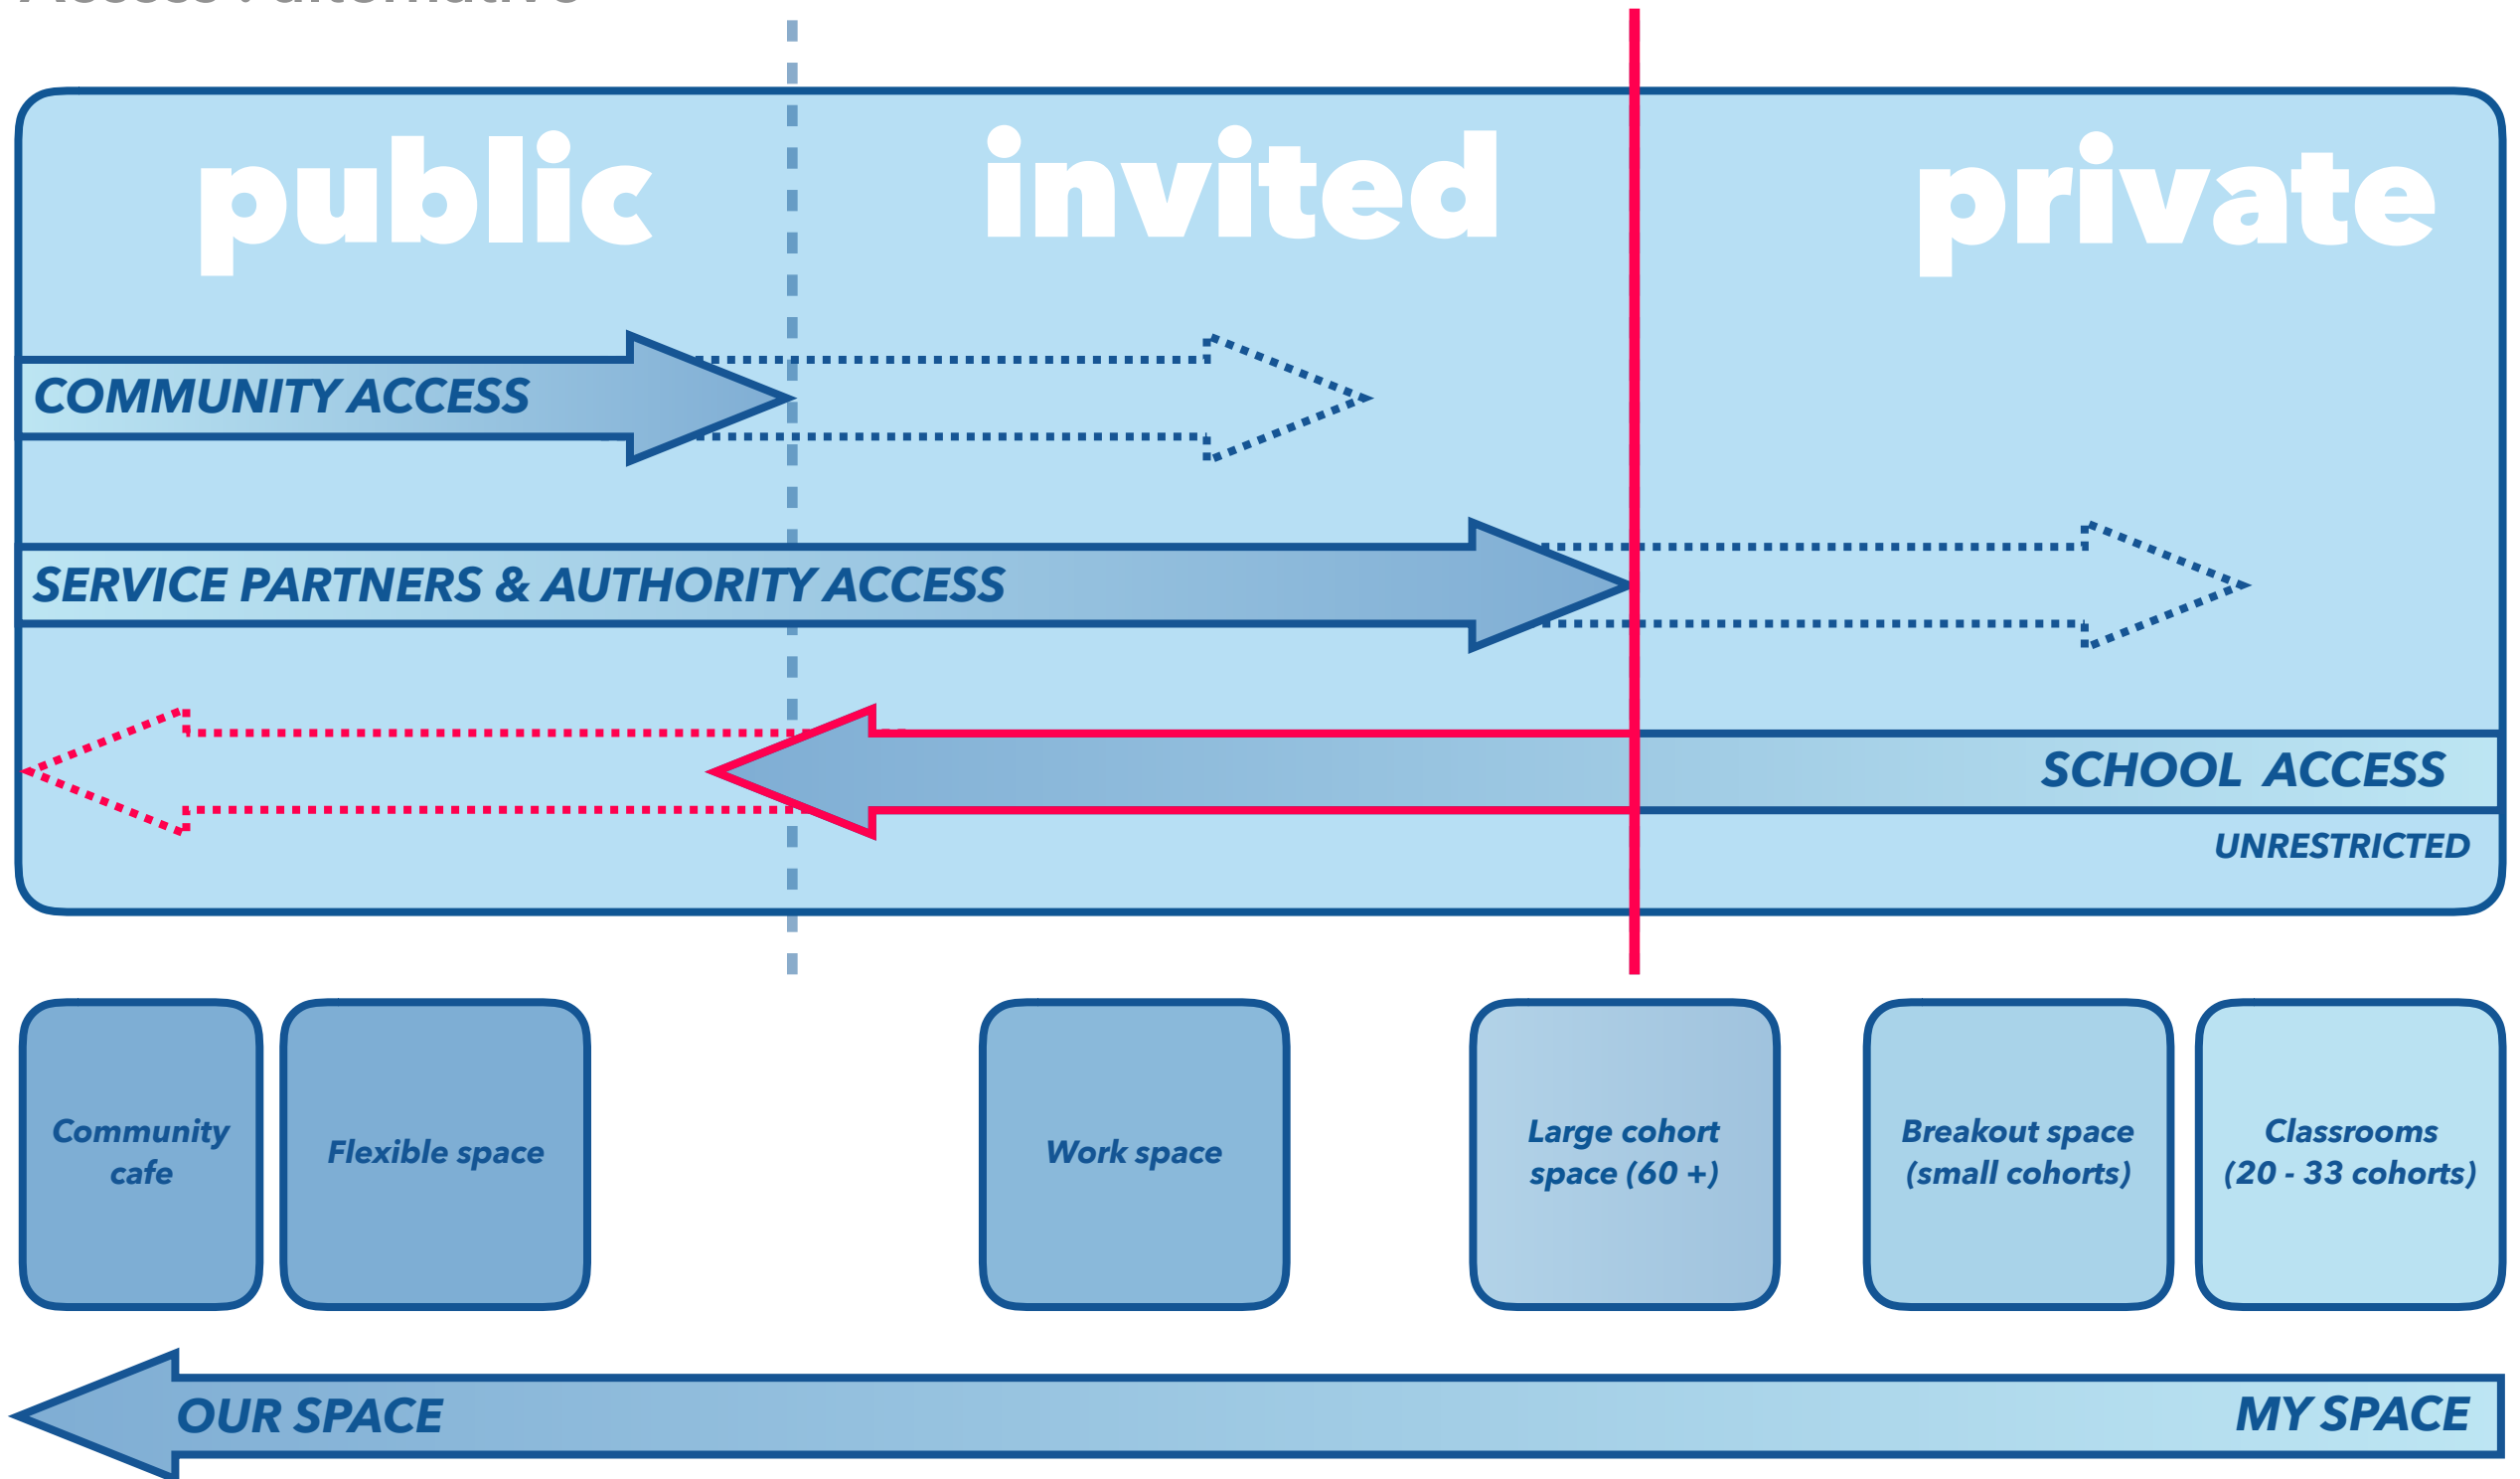 public invited private
COMMUNITY ACCESS
SERVICE PARTNERS & AUTHORITY ACCESS
SCHOOL ACCESS
UNRESTRICTED
Community
cafe
Flexible space
Work space
Large cohort
space (60 +)
Breakout space
(small cohorts)
Classrooms
(20 - 33 cohorts)
OUR SPACE
MY SPACE